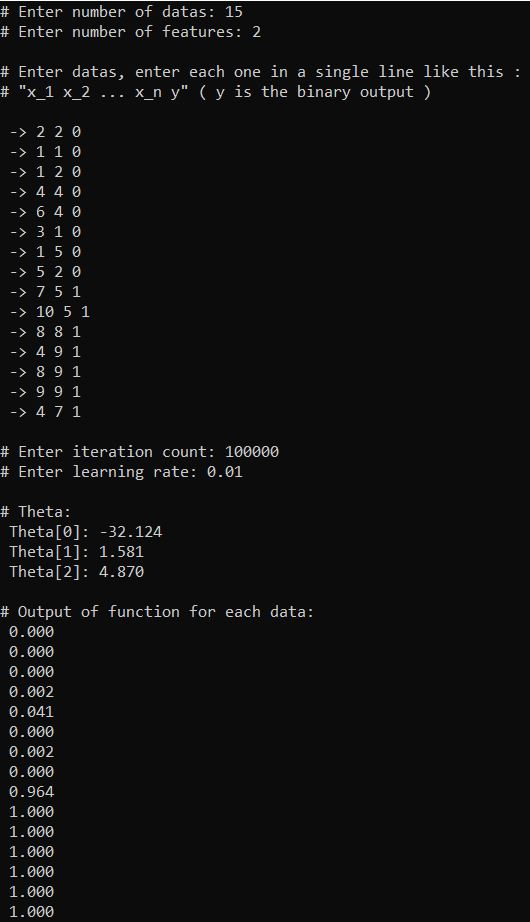 # Enter number of datas: 15
# Enter number of features: 2
# Enter datas, enter each one in a single line like this :
# "x_1 x_2 ... x_n y" ( y is the binary output )
-> 2 2 0
-> 1 1 0
-> 1 2 0
-> 4 4 0
-> 6 4 0
-> 3 1 0
-> 1 5 0
-> 5 2 0
-> 7 5 1
-> 10 5 1
-> 8 8 1
-> 4 9 1
-> 8 9 1
-> 9 9 1
-> 4 7 1
# Enter iteration count: 100000
# Enter learning rate: 0.01
# Theta:
Theta[0]: -32.124
Theta[1]: 1.581
Theta[2]: 4.870
# Output of function for each data:
0.000
0.000
0.000
0.002
0.041
0.000
0.002
0.000
0.964
1.000
1.000
1.000
1.000
1.000
1.000